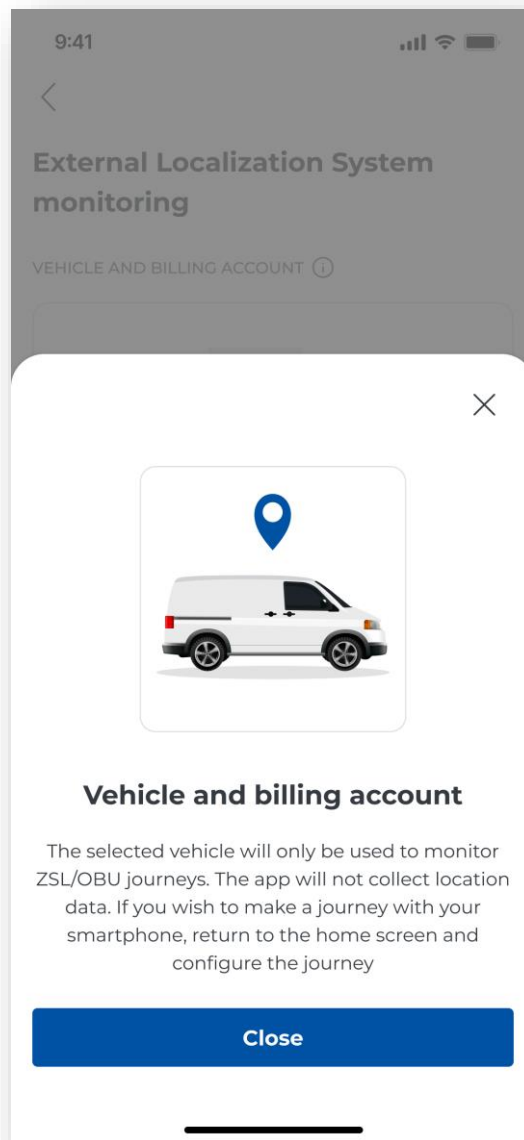 9:41
External Localization System
monitoring
VEHICLE AND BILLING ACCOUNT
Vehicle and billing account
The selected vehicle will only be used to monitor
ZSL/OBU journeys. The app will not collect location
data. If you wish to make a journey with your
smartphone, return to the home screen and
configure the journey
Close